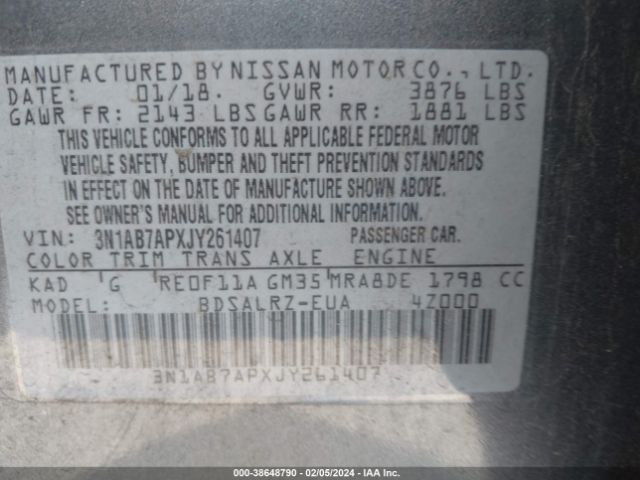 MANUFACTURED BY NISSAN MOTOR CO., LTD.
DATE: 01/18. GVWR: 3876 LBS
GAWR FR: 2143 LBS GAWR RR: 1881 LBS
THIS VEHICLE CONFORMS TO ALL APPLICABLE FEDERAL MOTOR
VEHICLE SAFETY, BUMPER AND THEFT PREVENTION STANDARDS
IN EFFECT ON THE DATE OF MANUFACTURE SHOWN ABOVE.
SEE OWNER'S MANUAL FOR ADDITIONAL INFORMATION.
VIN: 3N1AB7APXJY261407 PASSENGER CAR.
COLOR TRIM TRANS AXLE ENGINE
KAD G RE0F11A GM35 MRA8DE 1798 CC
MODEL: BDSALRZ-EUA 4Z000
3N1AB7APXJY261407
000-38648790 - 02/05/2024 - IAA Inc.